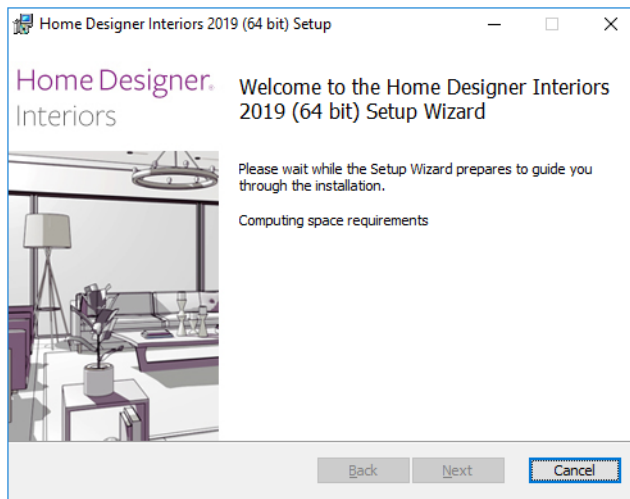 Home Designer Interiors 2019 (64 bit) Setup
Home Designer®
Interiors
Welcome to the Home Designer Interiors
2019 (64 bit) Setup Wizard
Please wait while the Setup Wizard prepares to guide you
through the installation.
Computing space requirements
Back Next Cancel